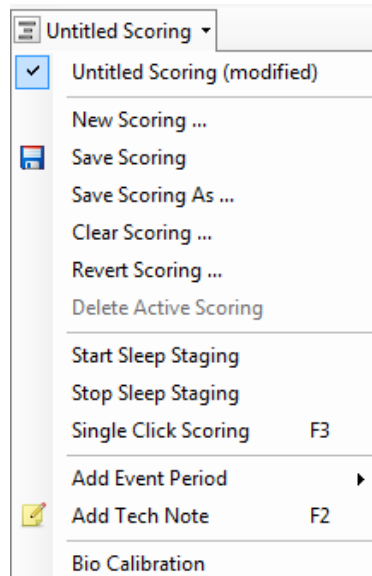 Untitled Scoring
Untitled Scoring (modified)
New Scoring ...
Save Scoring
Save Scoring As ...
Clear Scoring ...
Revert Scoring ...
Delete Active Scoring
Start Sleep Staging
Stop Sleep Staging
Single Click Scoring F3
Add Event Period
Add Tech Note F2
Bio Calibration